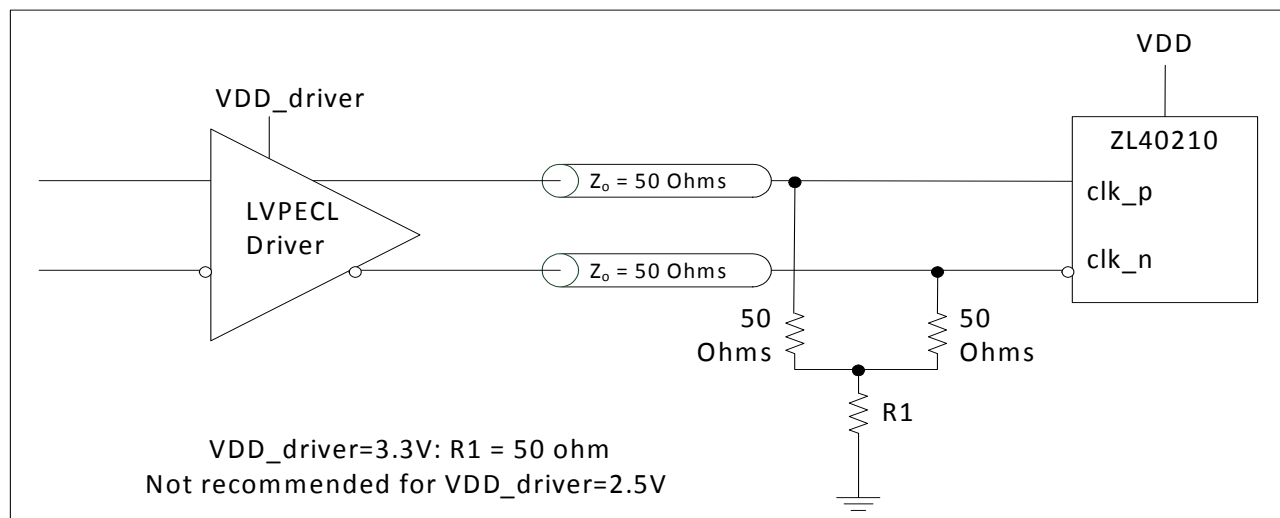 VDD
VDD_driver
ZL40210
Zₒ = 50 Ohms
clk_p
LVPECL
Driver
clk_n
Zₒ = 50 Ohms
50
Ohms
50
Ohms
R1
VDD_driver=3.3V: R1 = 50 ohm
Not recommended for VDD_driver=2.5V